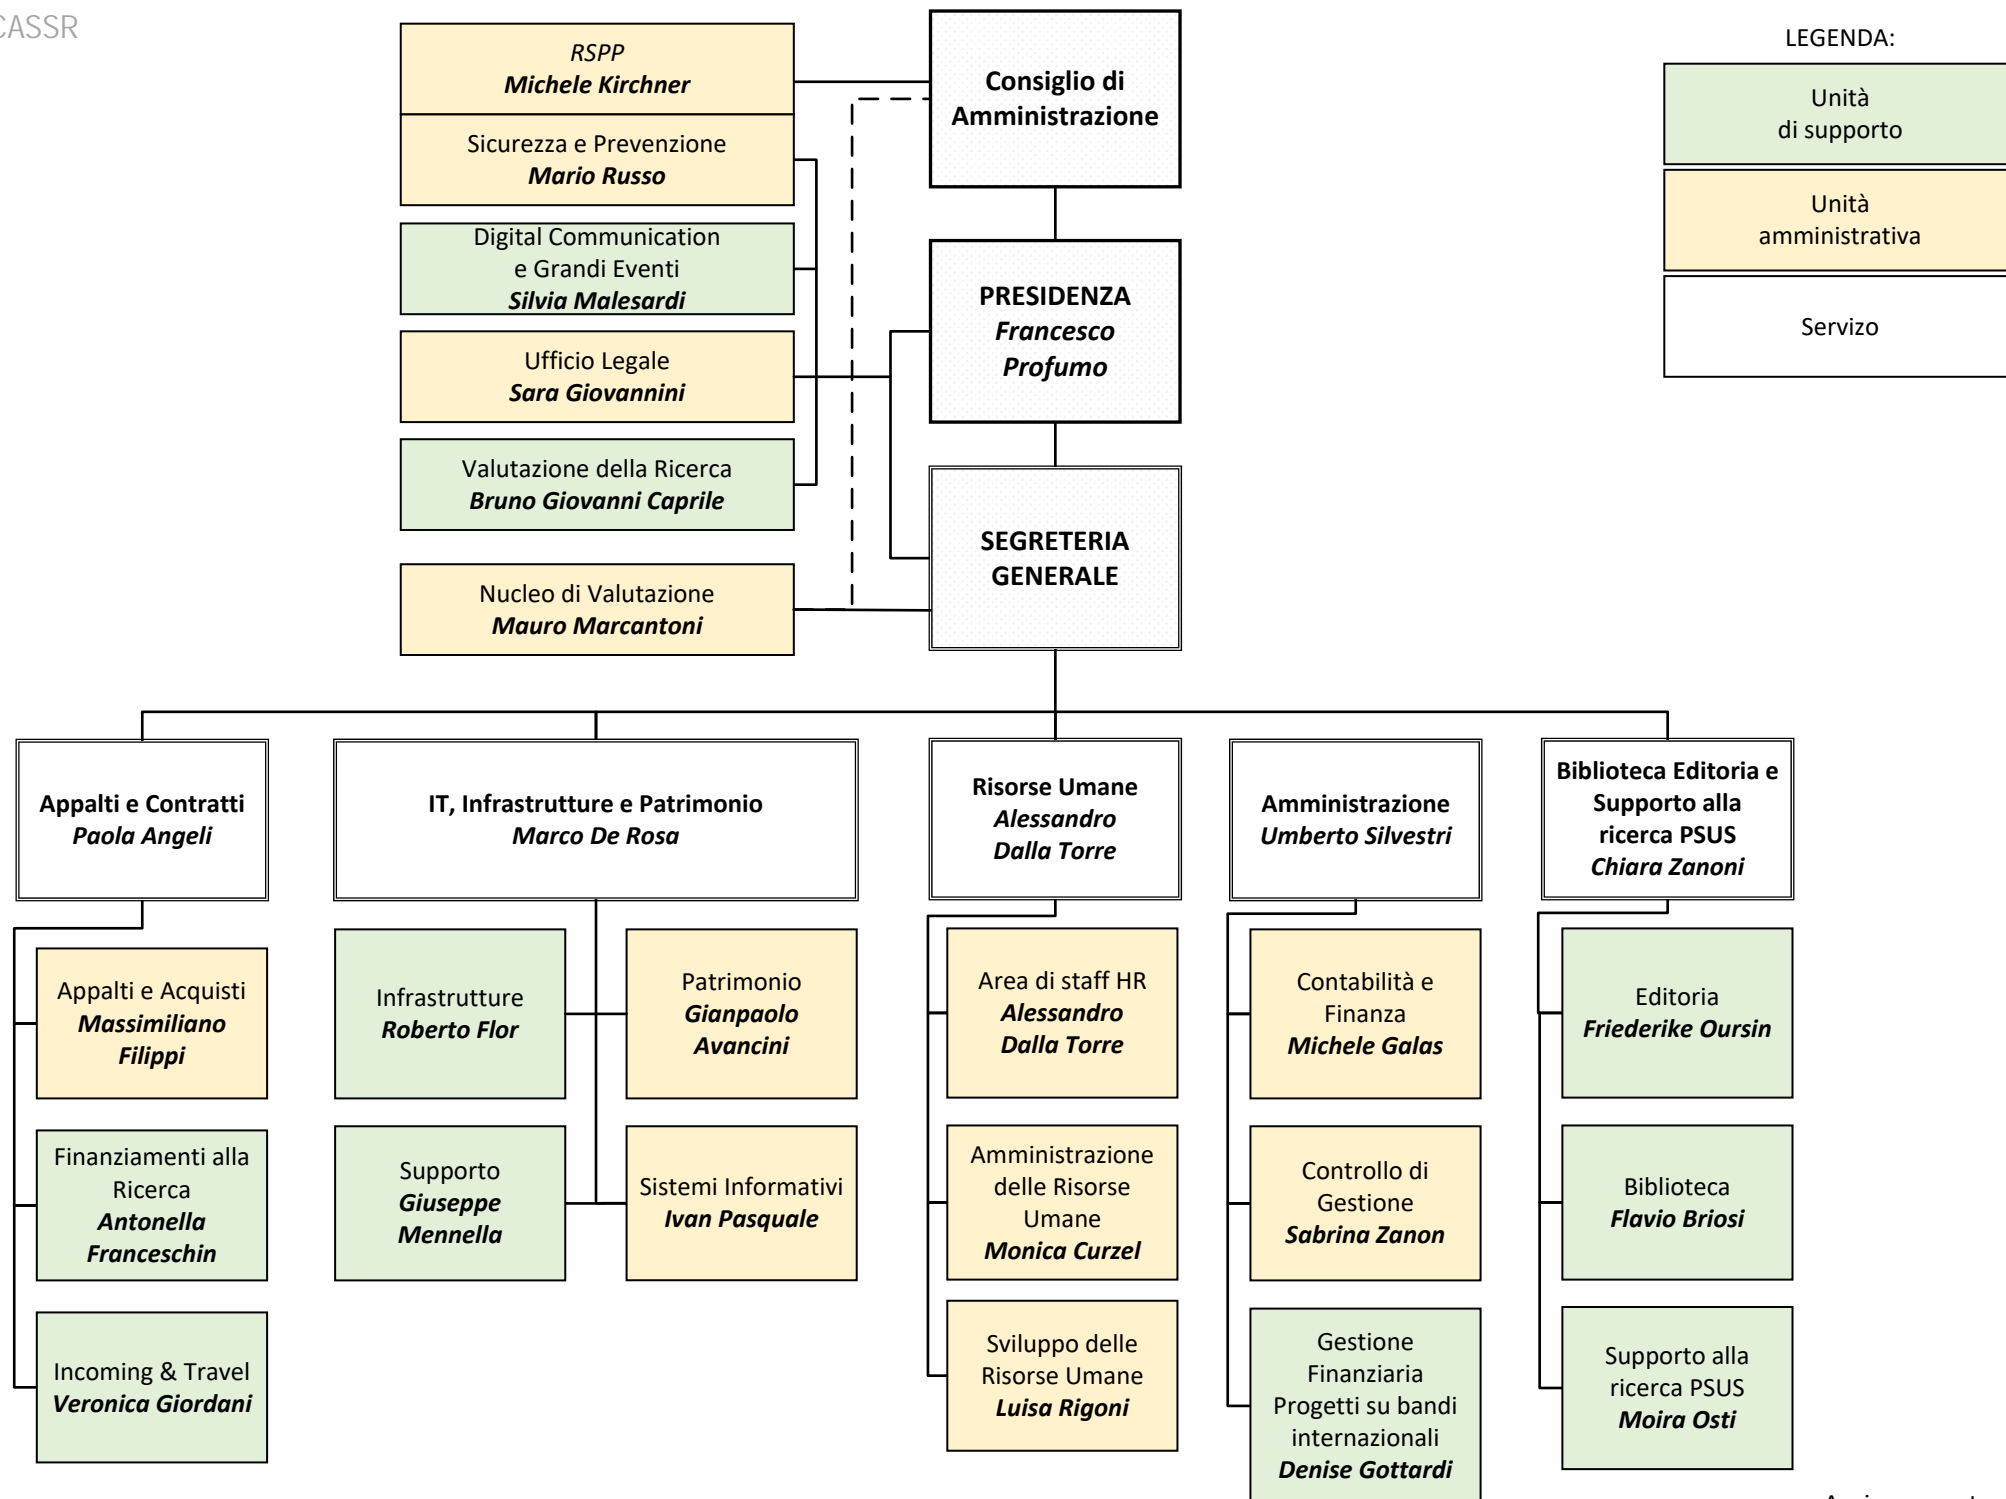 CASSR
RSPP
Michele Kirchner
Sicurezza e Prevenzione
Mario Russo
Digital Communication
e Grandi Eventi
Silvia Malesardi
Ufficio Legale
Sara Giovannini
Valutazione della Ricerca
Bruno Giovanni Caprile
Nucleo di Valutazione
Mauro Marcantoni
Consiglio di
Amministrazione
PRESIDENZA
Francesco
Profumo
SEGRETERIA
GENERALE
LEGENDA:
Unità
di supporto
Unità
amministrativa
Servizo
Appalti e Contratti
Paola Angeli
IT, Infrastrutture e Patrimonio
Marco De Rosa
Risorse Umane
Alessandro
Dalla Torre
Amministrazione
Umberto Silvestri
Biblioteca Editoria e
Supporto alla
ricerca PSUS
Chiara Zanoni
Appalti e Acquisti
Massimiliano
Filippi
Finanziamenti alla
Ricerca
Antonella
Franceschin
Incoming & Travel
Veronica Giordani
Infrastrutture
Roberto Flor
Patrimonio
Gianpaolo
Avancini
Supporto
Giuseppe
Mennella
Sistemi Informativi
Ivan Pasquale
Area di staff HR
Alessandro
Dalla Torre
Amministrazione
delle Risorse
Umane
Monica Curzel
Sviluppo delle
Risorse Umane
Luisa Rigoni
Contabilità e
Finanza
Michele Galas
Controllo di
Gestione
Sabrina Zanon
Gestione
Finanziaria
Progetti su bandi
internazionali
Denise Gottardi
Editoria
Friederike Oursin
Biblioteca
Flavio Briosi
Supporto alla
ricerca PSUS
Moira Osti